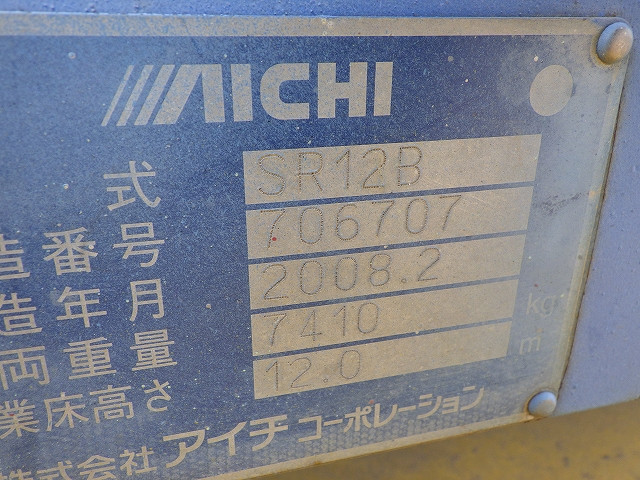 AICHI
式 SR12B
造番号 706707
造年月 2008.2
両重量 7410 kg
業床高さ 12.0 m
株式会社 アイチ コーポレーション